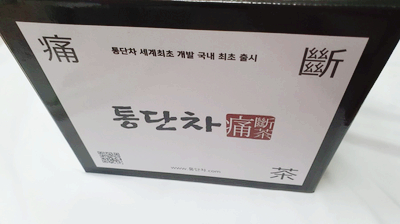 痛
斷
통단차 세계최초 개발 국내 최초 출시
통단차 痛斷茶
www.통단차.com
茶